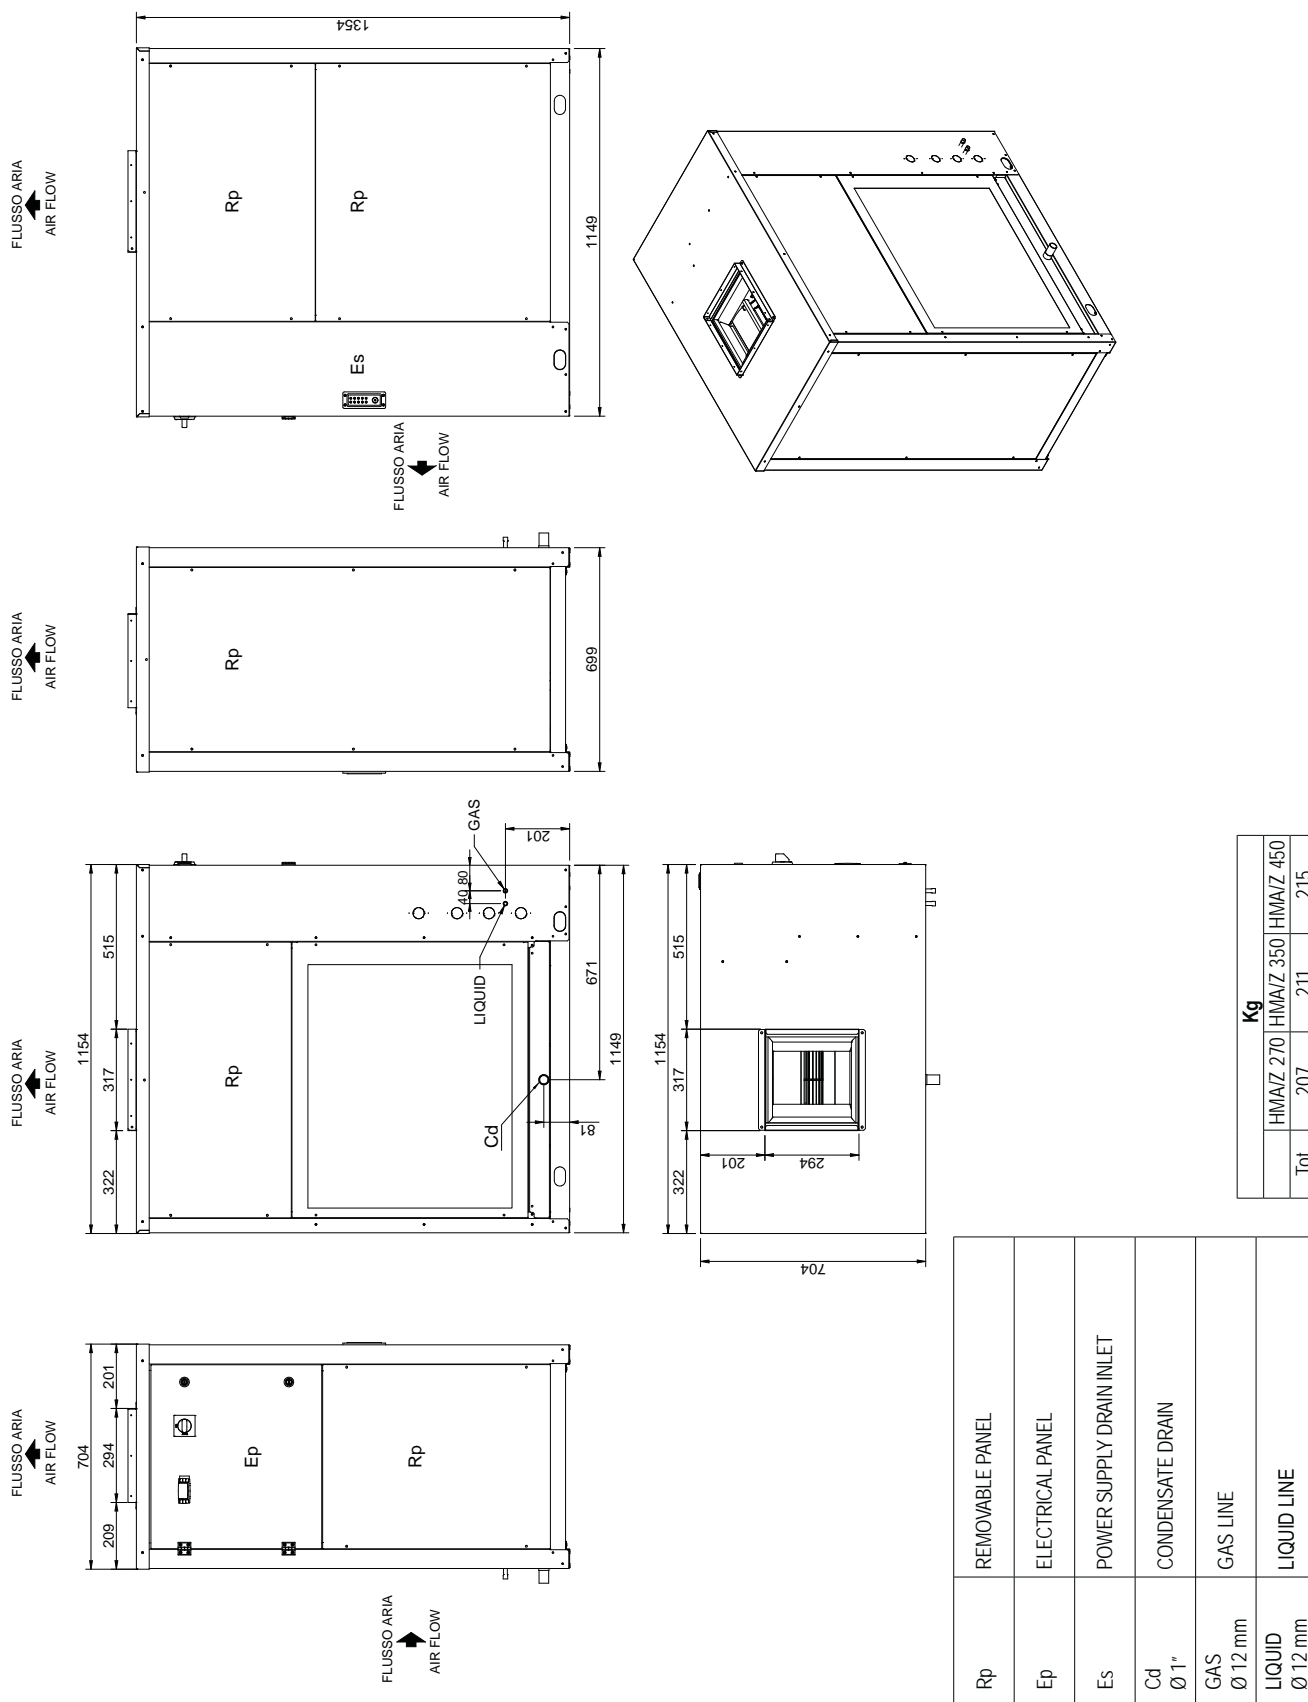 FLUSSO ARIA
AIR FLOW
704
209
294
201
Ep
Rp
FLUSSO ARIA
AIR FLOW
FLUSSO ARIA
AIR FLOW
1154
322
317
515
Rp
LIQUID
GAS
40
80
201
Cd
81
671
1149
FLUSSO ARIA
AIR FLOW
Rp
699
FLUSSO ARIA
AIR FLOW
FLUSSO ARIA
AIR FLOW
1354
Rp
Rp
Es
1149
1154
322
317
515
201
294
704
Rp REMOVABLE PANEL
Ep ELECTRICAL PANEL
Es POWER SUPPLY DRAIN INLET
Cd CONDENSATE DRAIN
Ø 1"
GAS GAS LINE
Ø 12 mm
LIQUID LIQUID LINE
Ø 12 mm
Kg
HMA/Z 270 HMA/Z 350 HMA/Z 450
Tot 207 211 215